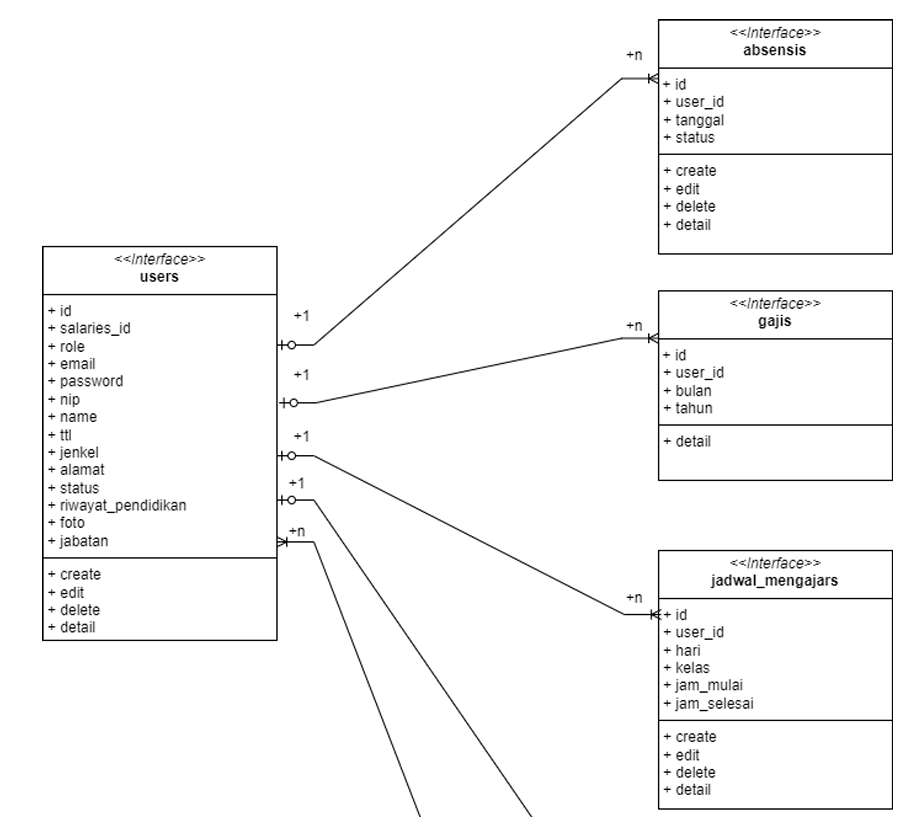 <<Interface>>
absensis
+ id
+ user_id
+ tanggal
+ status
+ create
+ edit
+ delete
+ detail
+n
<<Interface>>
users
+ id
+ salaries_id
+ role
+ email
+ password
+ nip
+ name
+ ttl
+ jenkel
+ alamat
+ status
+ riwayat_pendidikan
+ foto
+ jabatan
+ create
+ edit
+ delete
+ detail
+1
+1
+1
+1
+n
<<Interface>>
gajis
+ id
+ user_id
+ bulan
+ tahun
+ detail
+n
<<Interface>>
jadwal_mengajars
+ id
+ user_id
+ hari
+ kelas
+ jam_mulai
+ jam_selesai
+ create
+ edit
+ delete
+ detail
+n